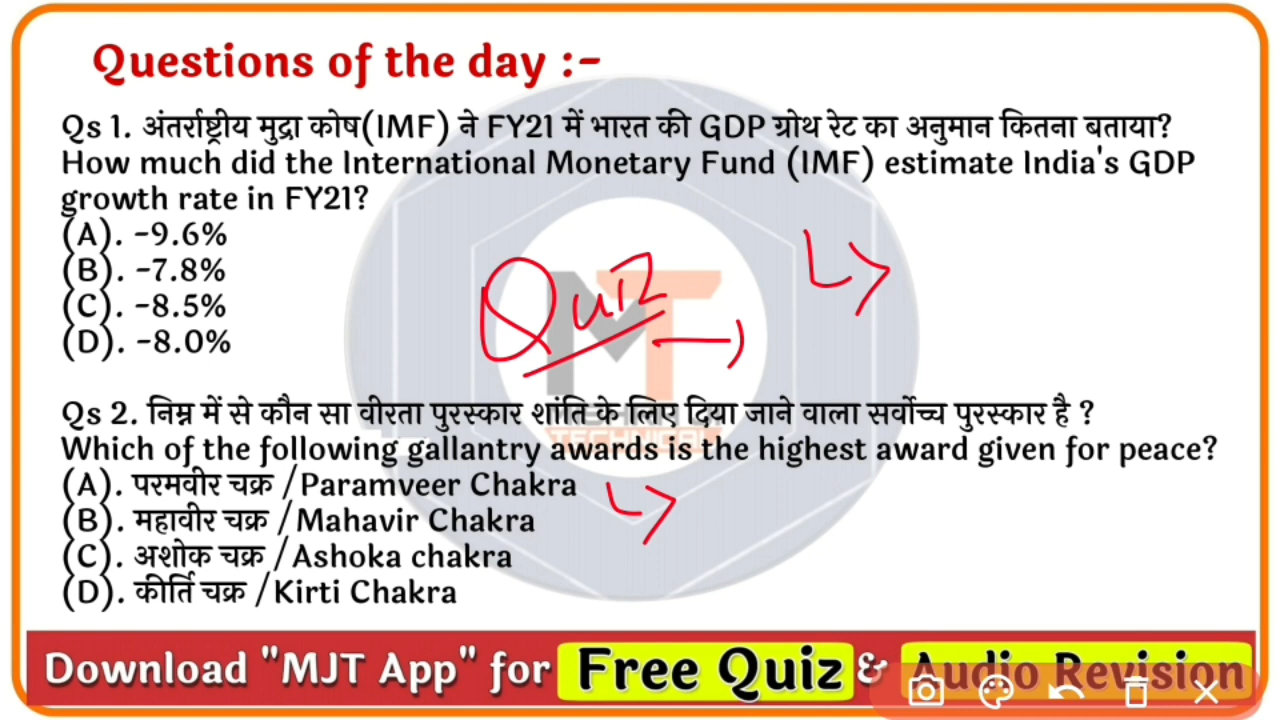 Questions of the day :-
Qs 1. अंतर्राष्ट्रीय मुद्रा कोष(IMF) ने FY21 में भारत की GDP ग्रोथ रेट का अनुमान कितना बताया?
How much did the International Monetary Fund (IMF) estimate India's GDP
growth rate in FY21?
(A). -9.6%
(B). -7.8%
(C). -8.5%
(D). -8.0%
Quiz
MT
Qs 2. निम्न में से कौन सा वीरता पुरस्कार शांति के लिए दिया जाने वाला सर्वोच्च पुरस्कार है ?
TECHNICAL
Which of the following gallantry awards is the highest award given for peace?
(A). परमवीर चक्र /Paramveer Chakra
(B). महावीर चक्र /Mahavir Chakra
(C). अशोक चक्र /Ashoka chakra
(D). कीर्ति चक्र /Kirti Chakra
Download "MJT App" for Free Quiz & Audio Revision